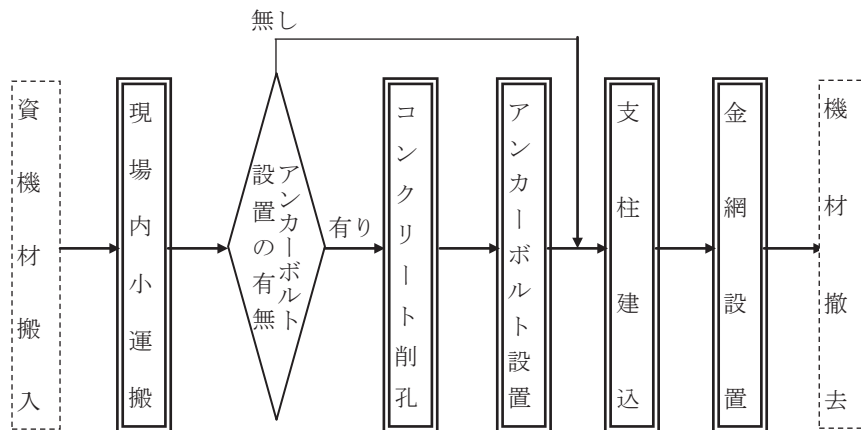 無し
資機材搬入
現場内小運搬
アンカーボルト
設置の有無
有り
コンクリート削孔
アンカーボルト設置
支柱建込
金網設置
機材撤去